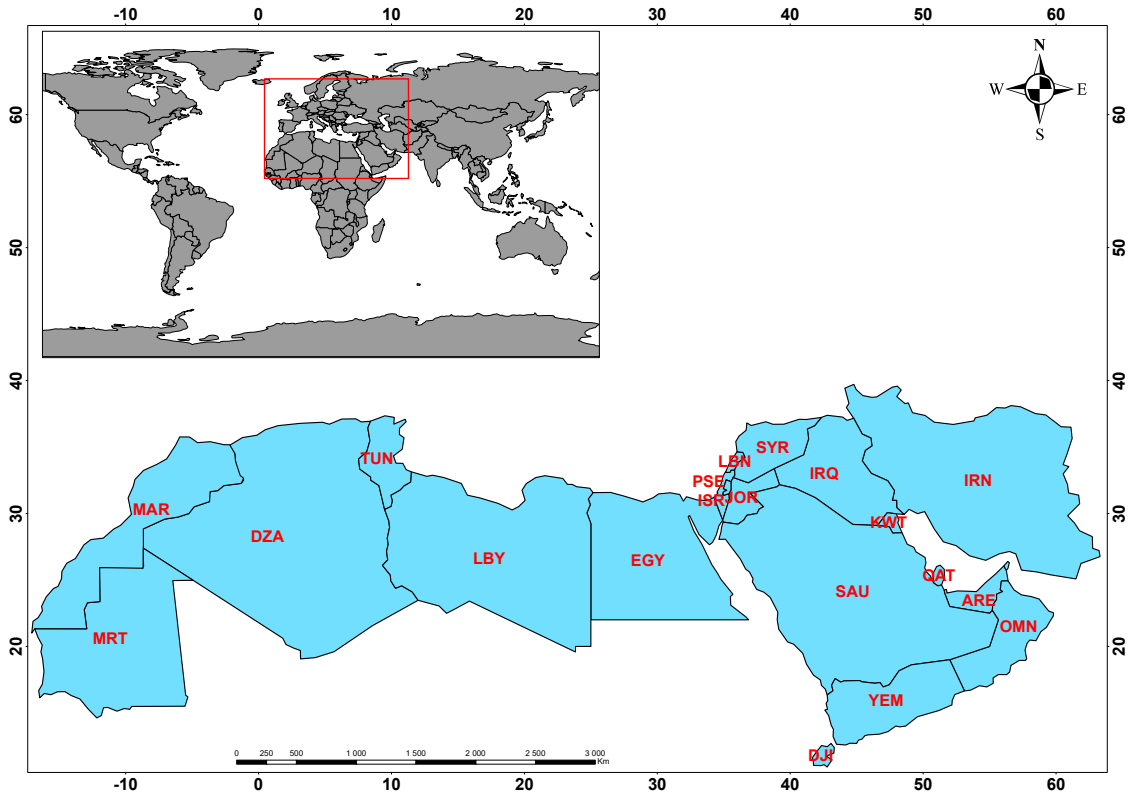 -10 0 10 20 30 40 50 60
N
W E
S
60 60
50 50
40 40
SYR
TUN LBN
IRQ
PSE IRN
ISR JOR
MAR 30 30
KWT
DZA
LBY EGY
QAT
SAU
ARE
OMN
MRT
20 20
YEM
DJI
0 250 500 1 000 1 500 2 000 2 500 3 000
Km
-10 0 10 20 30 40 50 60